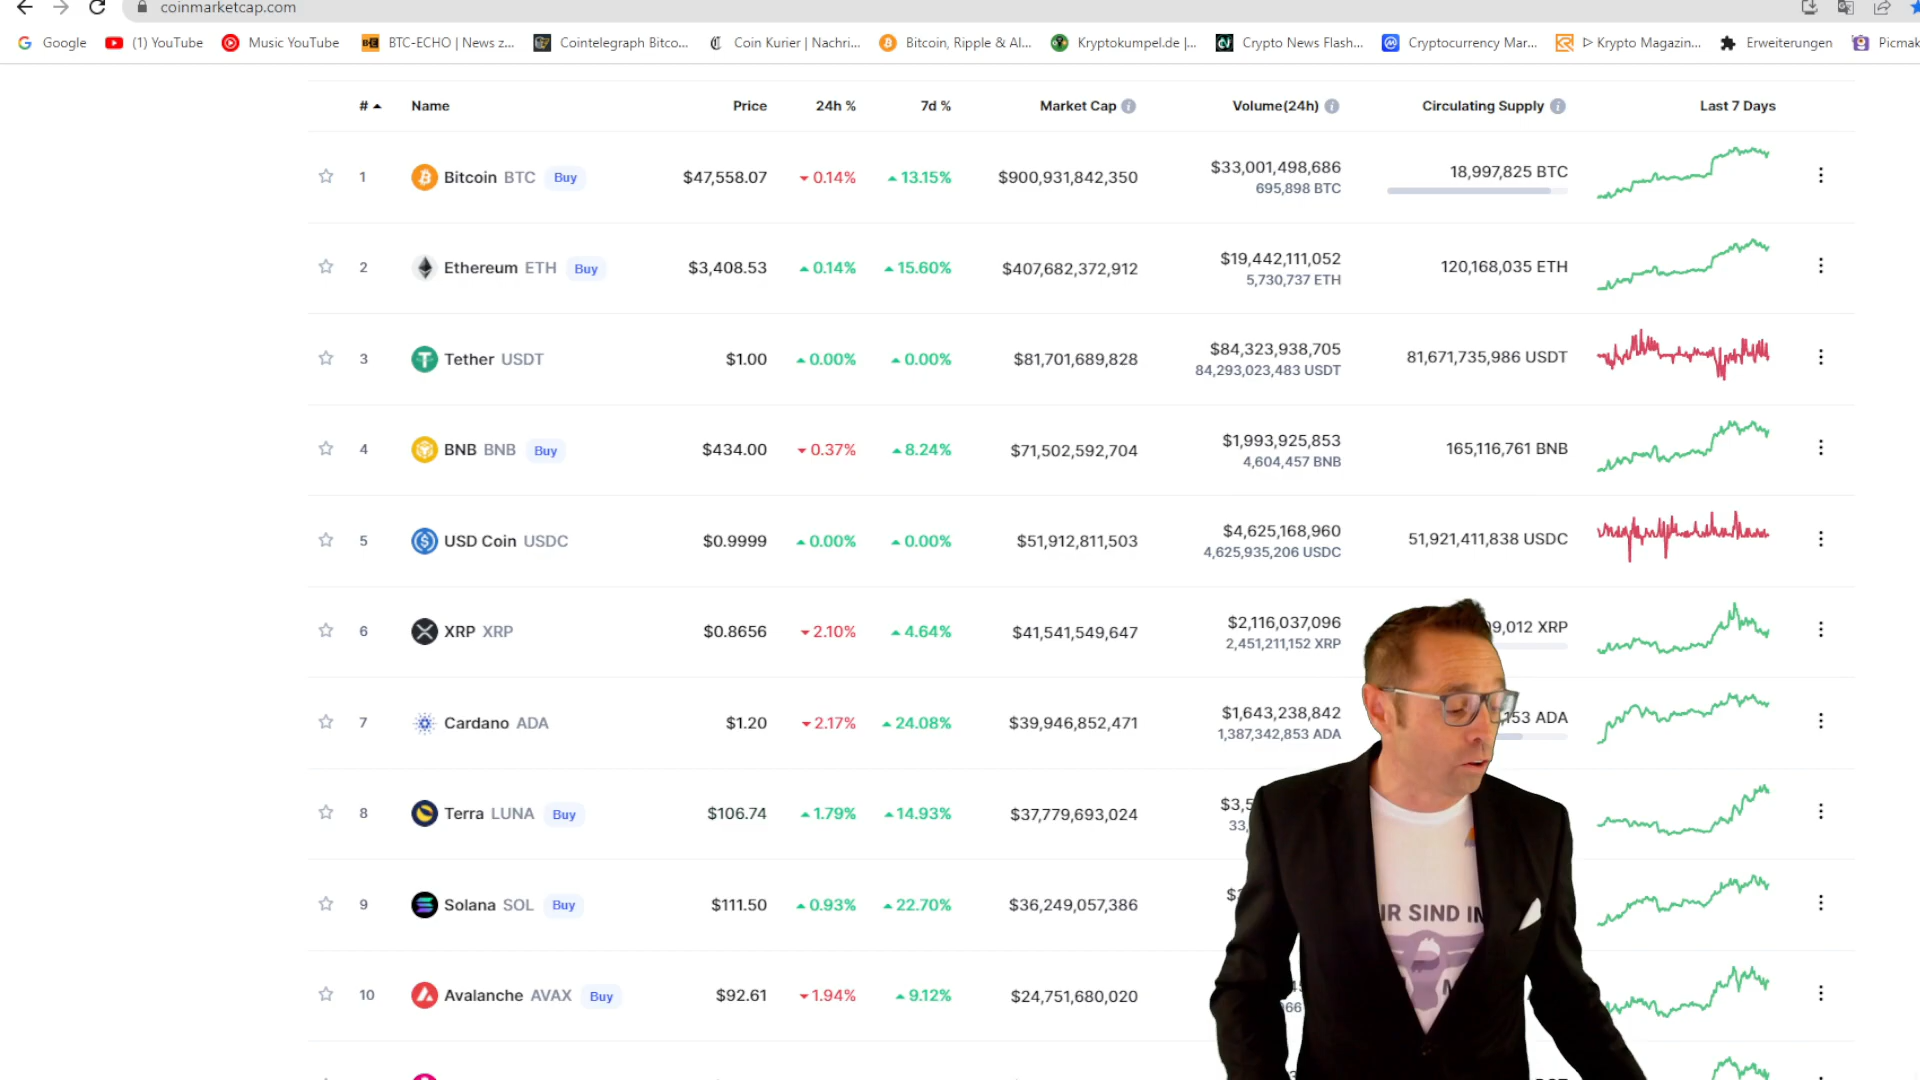 coinmarketcap.com
Google (1) YouTube Music YouTube BTC-ECHO | News z... Cointelegraph Bitco... Coin Kurier | Nachri... Bitcoin, Ripple & Al... Kryptokumpel.de |... Crypto News Flash... Cryptocurrency Mar... ▷ Krypto Magazin... Erweiterungen Picmak
# Name Price 24h % 7d % Market Cap Volume(24h) Circulating Supply Last 7 Days
1 Bitcoin BTC Buy $47,558.07 0.14% 13.15% $900,931,842,350 $33,001,498,686 18,997,825 BTC
695,898 BTC
2 Ethereum ETH Buy $3,408.53 0.14% 15.60% $407,682,372,912 $19,442,111,052 120,168,035 ETH
5,730,737 ETH
3 Tether USDT $1.00 0.00% 0.00% $81,701,689,828 $84,323,938,705 81,671,735,986 USDT
84,293,023,483 USDT
4 BNB BNB Buy $434.00 0.37% 8.24% $71,502,592,704 $1,993,925,853 165,116,761 BNB
4,604,457 BNB
5 USD Coin USDC $0.9999 0.00% 0.00% $51,912,811,503 $4,625,168,960 51,921,411,838 USDC
4,625,935,206 USDC
6 XRP XRP $0.8656 2.10% 4.64% $41,541,549,647 $2,116,037,096 9,012 XRP
2,451,211,152 XRP
7 Cardano ADA $1.20 2.17% 24.08% $39,946,852,471 $1,643,238,842 153 ADA
1,387,342,853 ADA
8 Terra LUNA Buy $106.74 1.79% 14.93% $37,779,693,024 $3,5
33,
9 Solana SOL Buy $111.50 0.93% 22.70% $36,249,057,386
IR SIND IM
10 Avalanche AVAX Buy $92.61 1.94% 9.12% $24,751,680,020